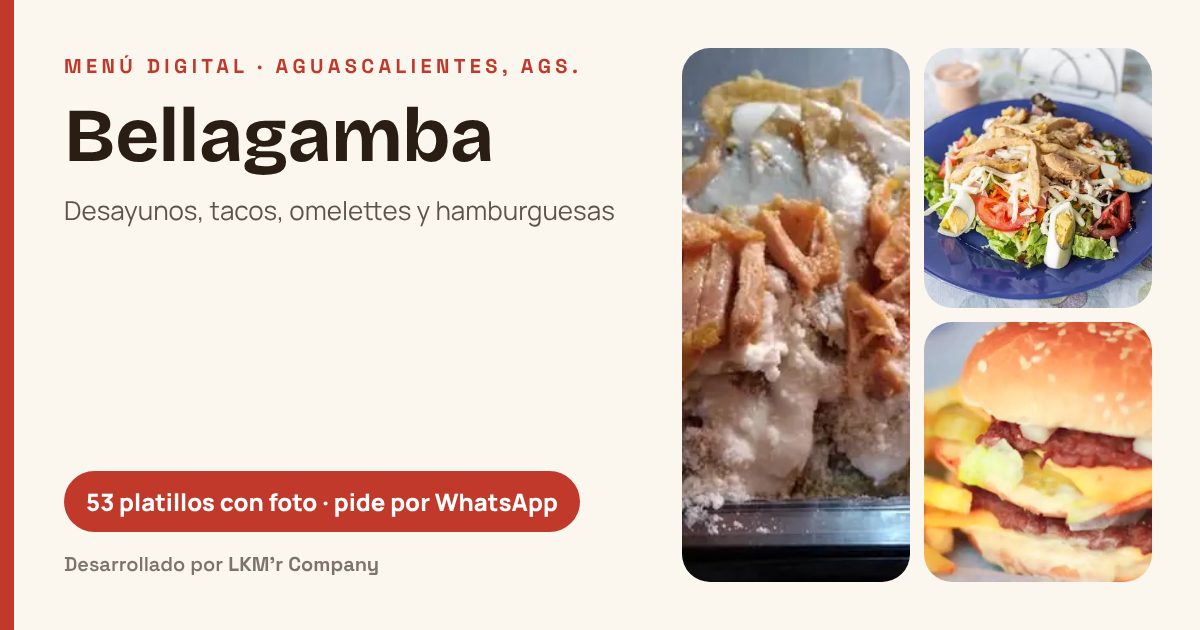 MENÚ DIGITAL · AGUASCALIENTES, AGS.
Bellagamba
Desayunos, tacos, omelettes y hamburguesas
53 platillos con foto · pide por WhatsApp
Desarrollado por LKM’r Company